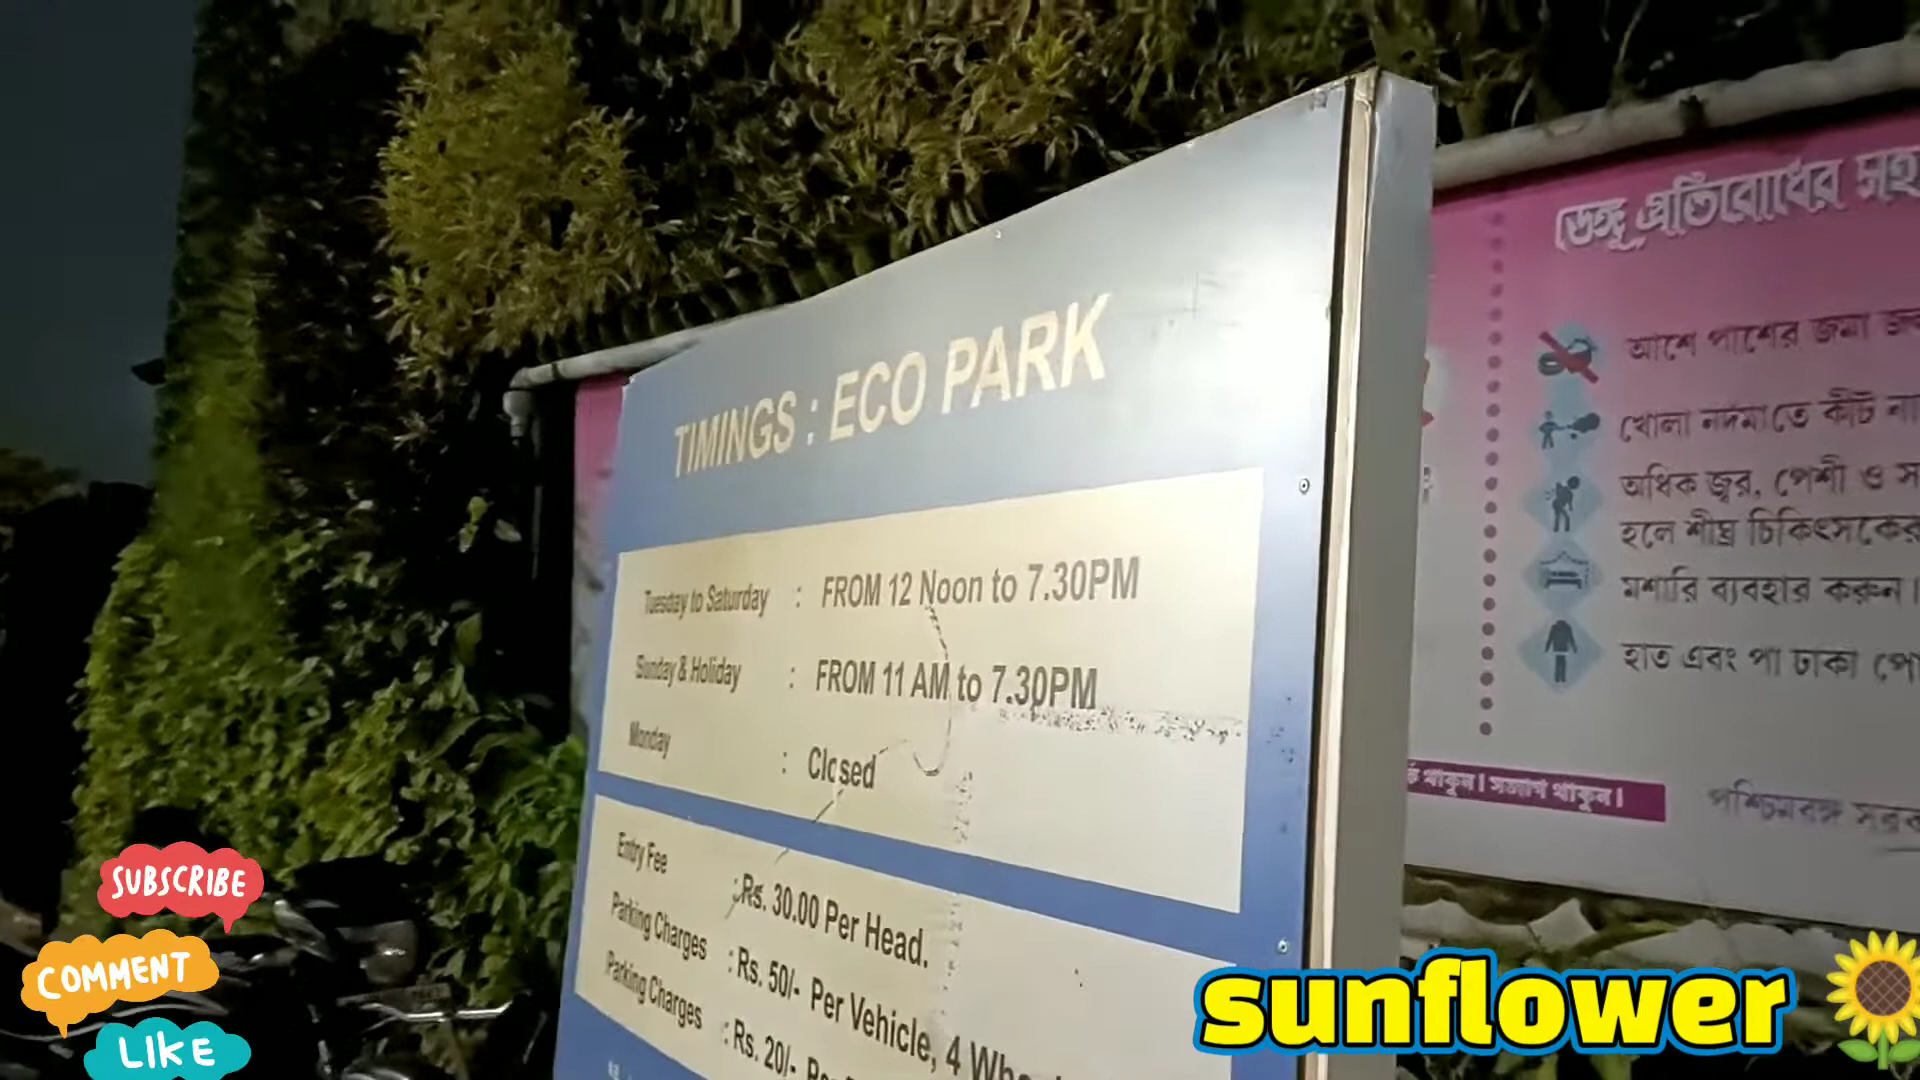 TIMINGS : ECO PARK
Tuesday to Saturday : FROM 12 Noon to 7.30PM
Sunday & Holiday : FROM 11 AM to 7.30PM
Monday : Closed
Entry Fee : Rs. 30.00 Per Head.
Parking Charges : Rs. 50/- Per Vehicle, 4
Parking Charges : Rs. 20/-
ডেঙ্গু প্রতিরোধের
আশে পাশের জমা
খোলা নর্দমাতে কীট
অধিক জ্বর, পেশী ও
হলে শীঘ্র চিকিৎসকের
মশারি ব্যবহার করুন।
হাত এবং পা ঢাকা
থাকুন। সজাগ থাকুন।
পশ্চিমবঙ্গ
SUBSCRIBE
COMMENT
LIKE
sunflower